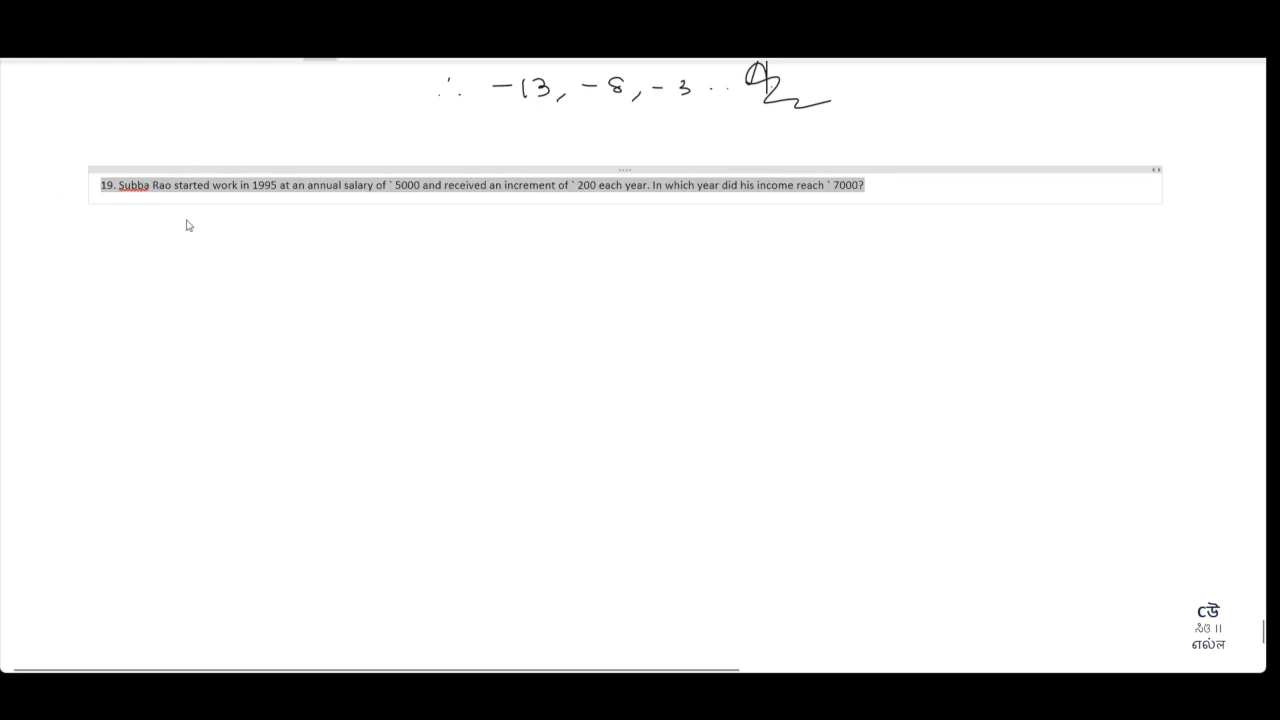 ∴ -13, -8, -3 ..
19. Subba Rao started work in 1995 at an annual salary of ` 5000 and received an increment of ` 200 each year. In which year did his income reach ` 7000?